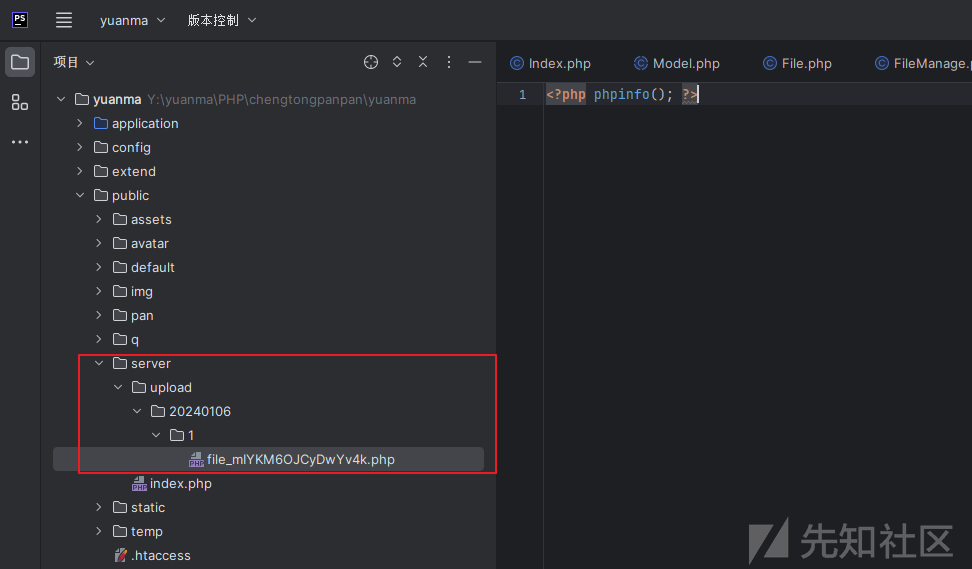 PS yuanma 版本控制
项目
Index.php Model.php File.php FileManage.p
yuanma Y:\yuanma\PHP\chengtongpanpan\yuanma
1 <?php phpinfo(); ?>
application
config
extend
public
assets
avatar
default
img
pan
q
server
upload
20240106
1
file_mlYKM6OJCyDwYv4k.php
index.php
static
temp
.htaccess
先知社区